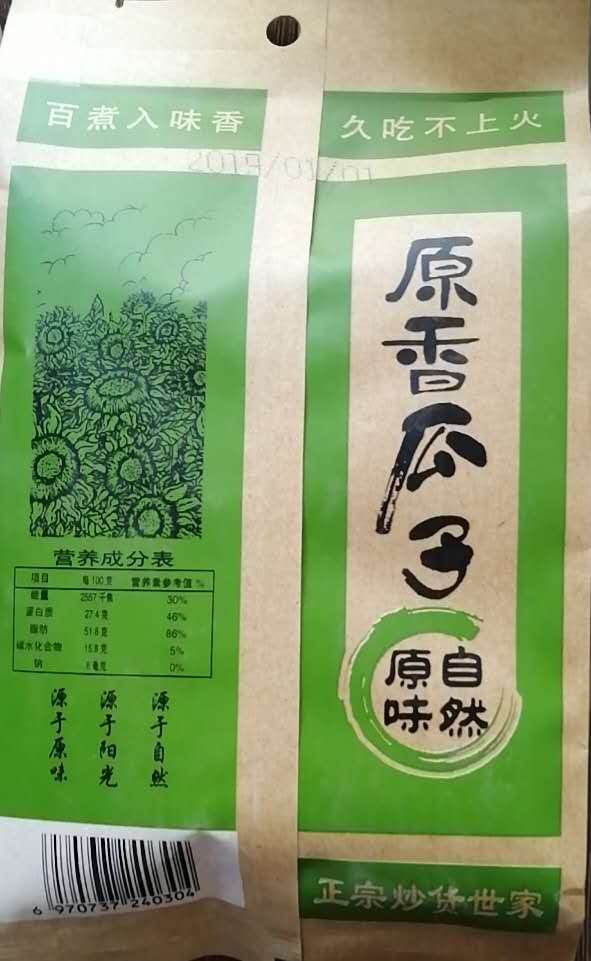 百煮入味香
久吃不上火
2019/01/01
原香瓜子
自然
原味
营养成分表
项目 每100克 营养素参考值 %
能量 2557千焦 30%
蛋白质 27.4克 46%
脂肪 51.8克 86%
碳水化合物 15.8克 5%
钠 毫克 0%
源于自然
源于阳光
源于原味
6 970737 240304
正宗炒货世家